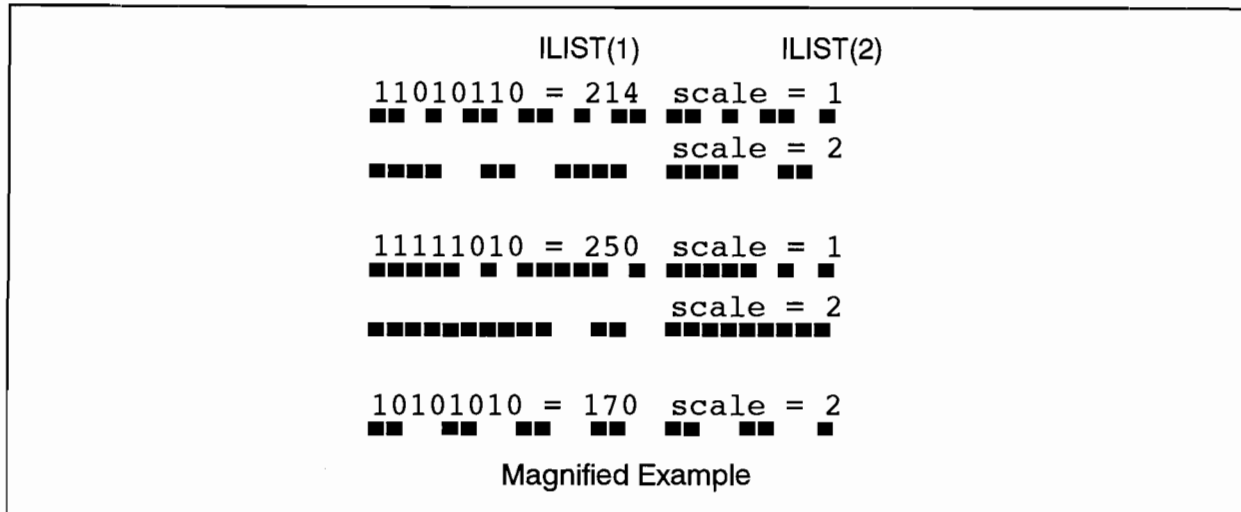 ILIST(1) ILIST(2)
11010110 = 214 scale = 1
scale = 2
11111010 = 250 scale = 1
scale = 2
10101010 = 170 scale = 2
Magnified Example